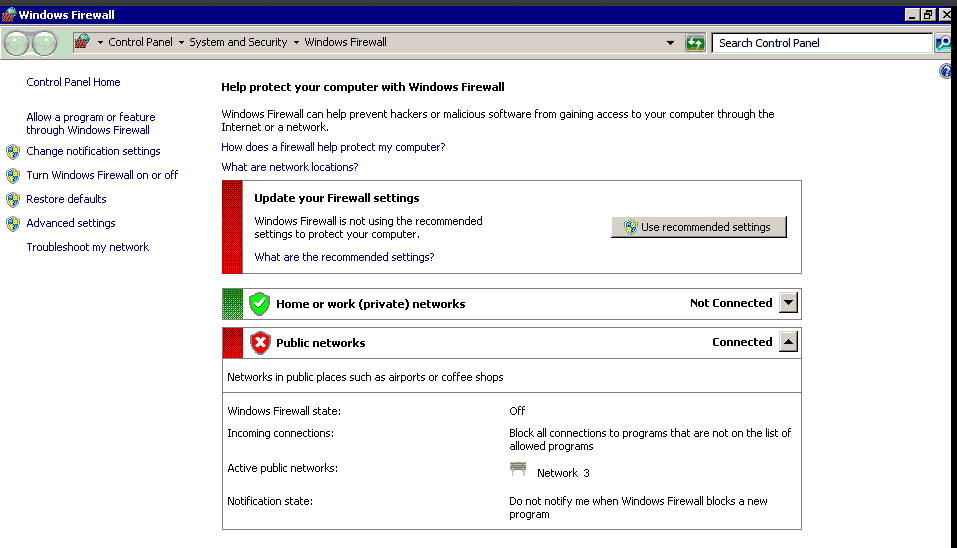 Windows Firewall
Control Panel
System and Security
Windows Firewall
Search Control Panel
Control Panel Home
Allow a program or feature
through Windows Firewall
Change notification settings
Turn Windows Firewall on or off
Restore defaults
Advanced settings
Troubleshoot my network
Help protect your computer with Windows Firewall
Windows Firewall can help prevent hackers or malicious software from gaining access to your computer through the
Internet or a network.
How does a firewall help protect my computer?
What are network locations?
Update your Firewall settings
Windows Firewall is not using the recommended
settings to protect your computer.
What are the recommended settings?
Use recommended settings
Home or work (private) networks
Not Connected
Public networks
Connected
Networks in public places such as airports or coffee shops
Windows Firewall state:
Off
Incoming connections:
Block all connections to programs that are not on the list of
allowed programs
Active public networks:
Network 3
Notification state:
Do not notify me when Windows Firewall blocks a new
program